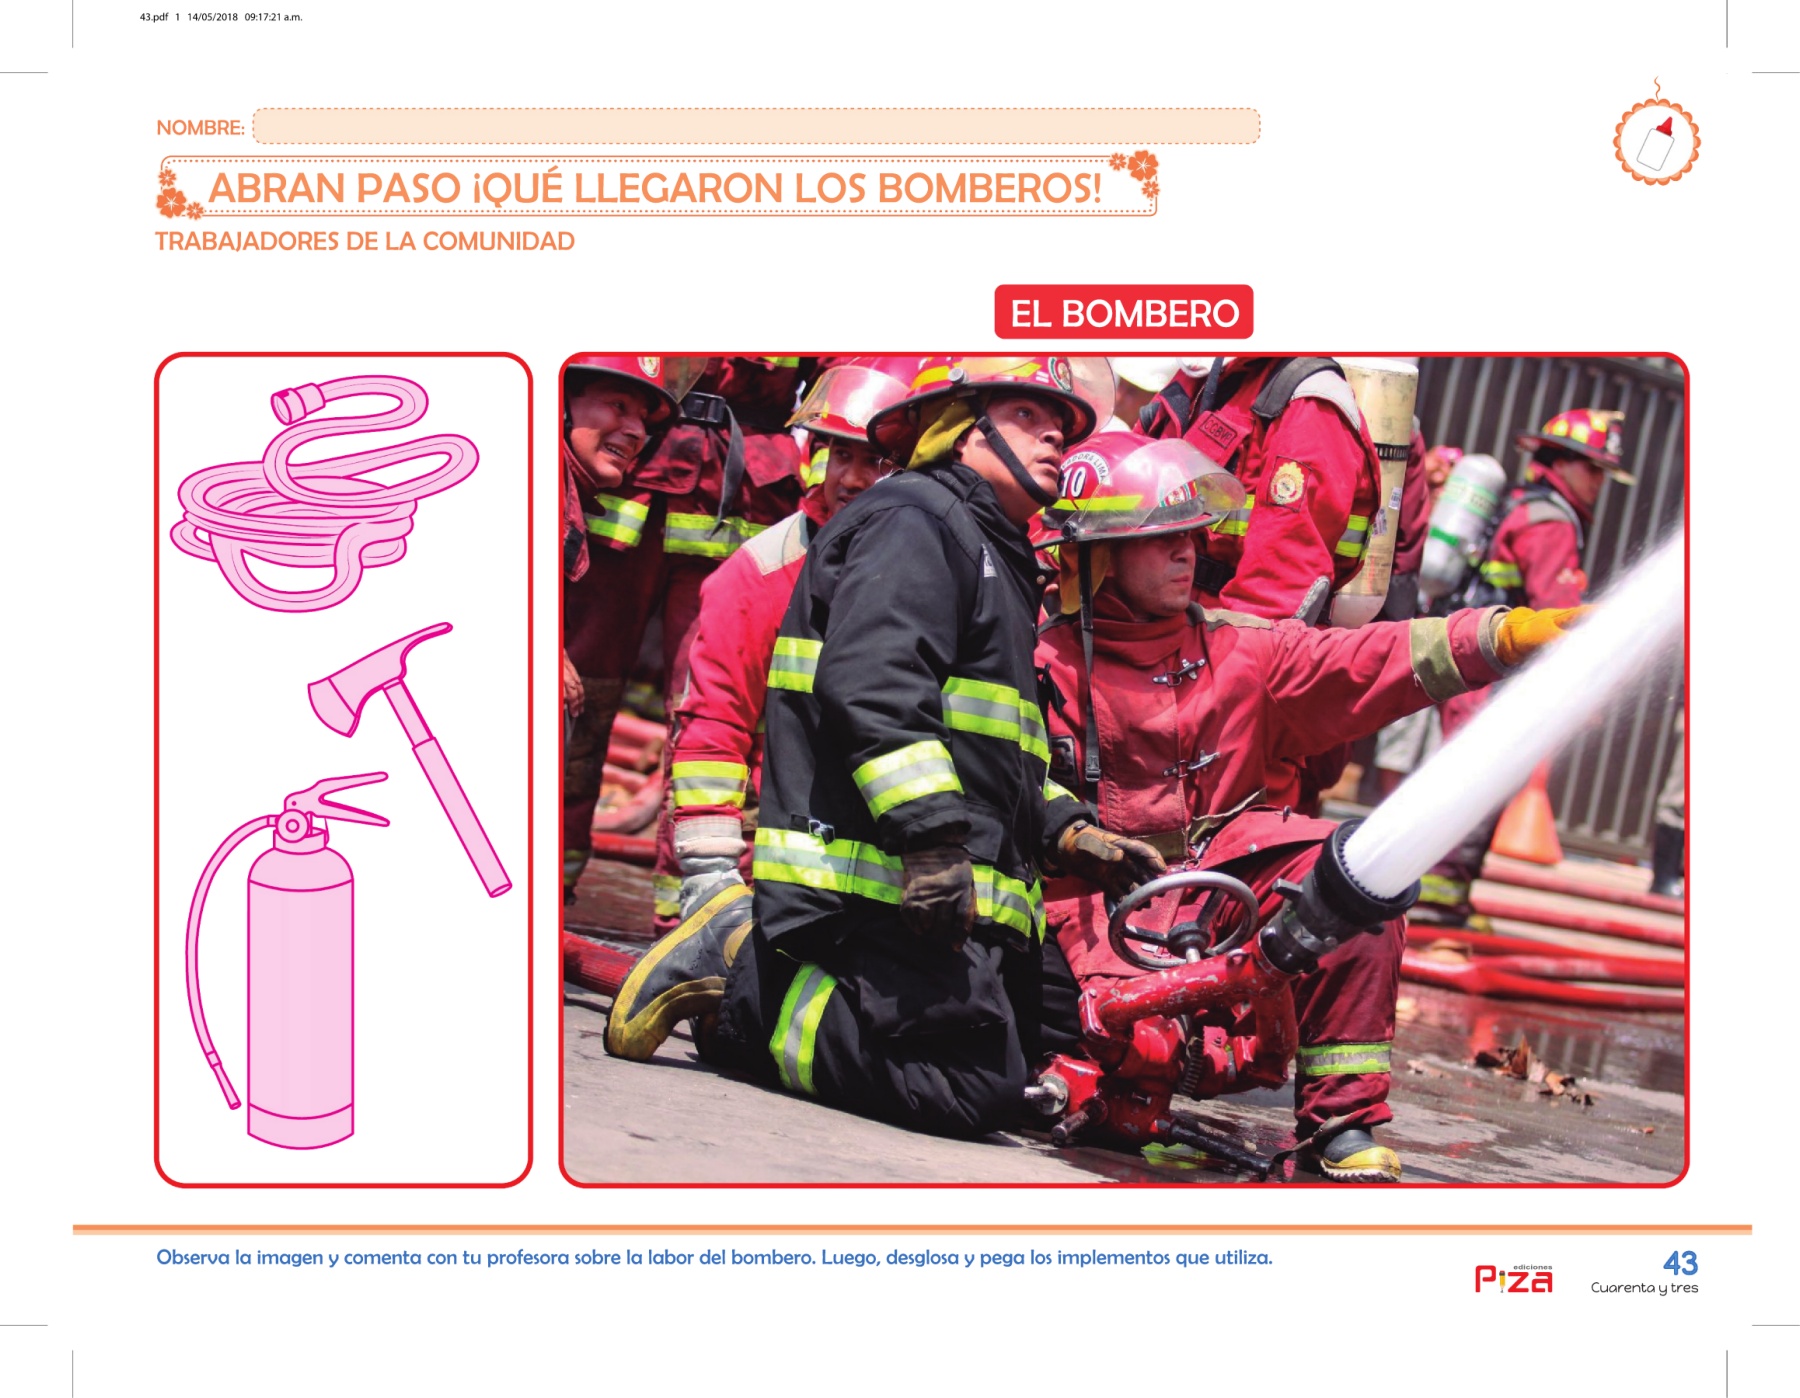 43.pdf 1 14/05/2018 09:17:21 a.m.
NOMBRE:
ABRAN PASO ¡QUÉ LLEGARON LOS BOMBEROS!
TRABAJADORES DE LA COMUNIDAD
EL BOMBERO
CGBVP
10
Observa la imagen y comenta con tu profesora sobre la labor del bombero. Luego, desglosa y pega los implementos que utiliza.
ediciones
Piza
43
Cuarenta y tres